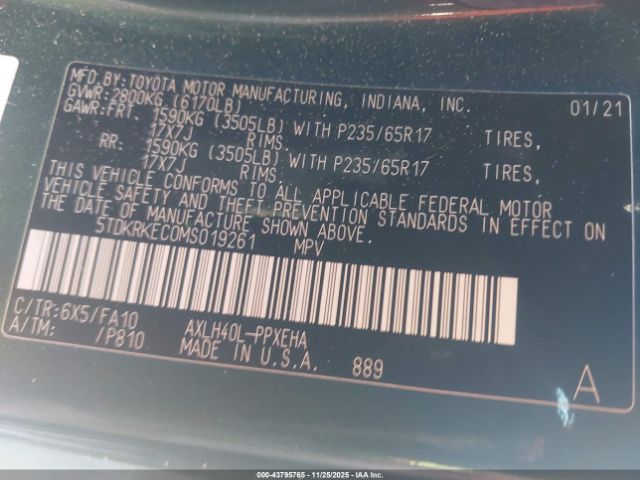 MFD.BY:TOYOTA MOTOR MANUFACTURING, INDIANA, INC. 01/21
GVWR:2800KG (6170LB)
GAWR:FRT. 1590KG (3505LB) WITH P235/65R17 TIRES,
17X7J RIMS.
RR: 1590KG (3505LB) WITH P235/65R17 TIRES,
17X7J RIMS.
THIS VEHICLE CONFORMS TO ALL APPLICABLE FEDERAL MOTOR
VEHICLE SAFETY AND THEFT PREVENTION STANDARDS IN EFFECT ON
THE DATE OF MANUFACTURE SHOWN ABOVE.
5TDKRKEC0MS019261 MPV
C/TR:6X5/FA10 AXLH40L-PPXEHA
A/TM: /P810 MADE IN U.S.A. 889 A
000-43795765 - 11/25/2025 - IAA Inc.